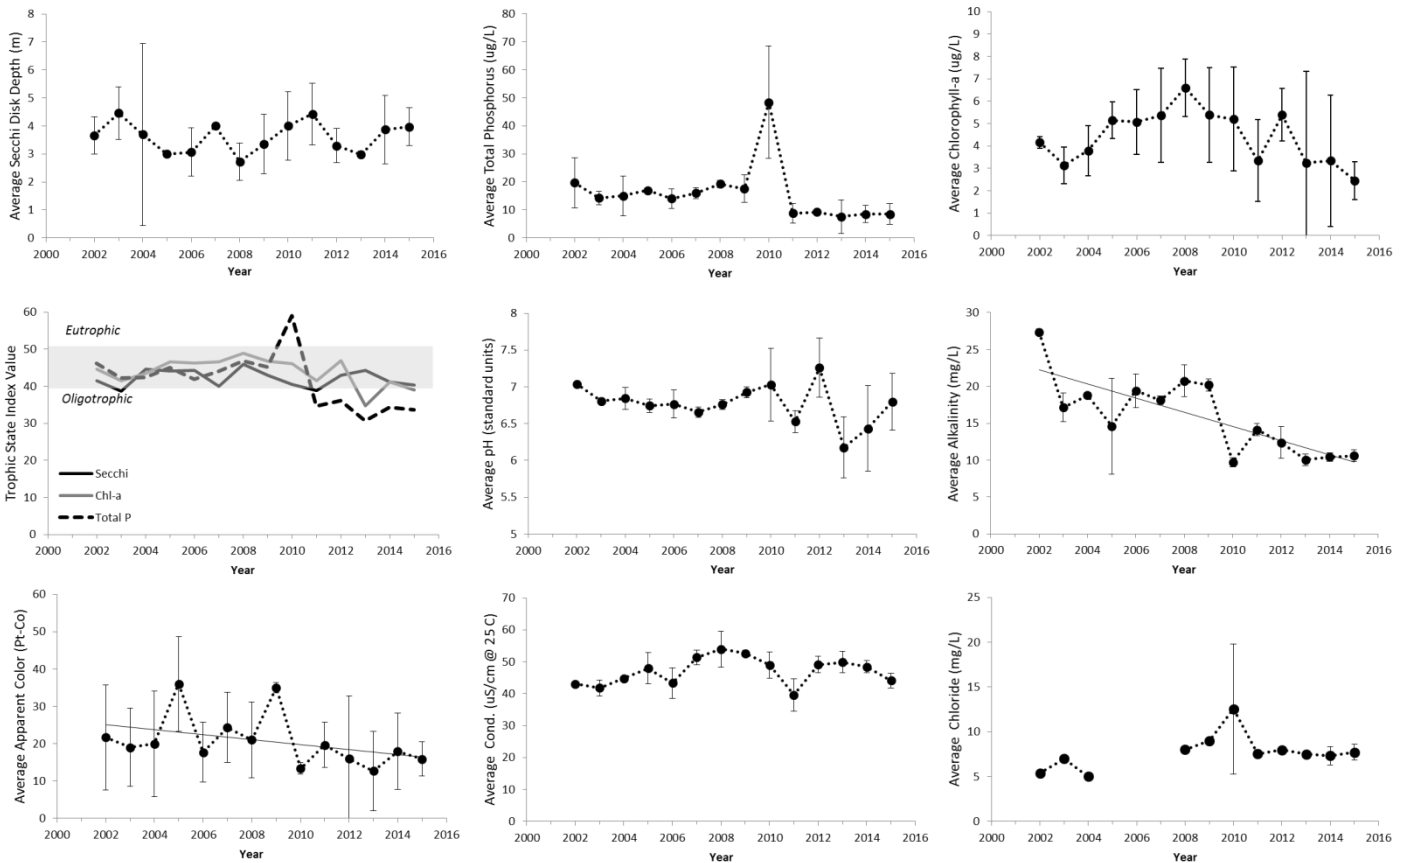 Average Secchi Disk Depth (m)
8
7
6
5
4
3
2
1
0
2000 2002 2004 2006 2008 2010 2012 2014 2016
Year
Average Total Phosphorus (ug/L)
80
70
60
50
40
30
20
10
0
2000 2002 2004 2006 2008 2010 2012 2014 2016
Year
Average Chlorophyll-a (ug/L)
10
9
8
7
6
5
4
3
2
1
0
2000 2002 2004 2006 2008 2010 2012 2014 2016
Year
Trophic State Index Value
60
50
40
30
20
10
0
Eutrophic
Oligotrophic
Secchi
Chl-a
Total P
2000 2002 2004 2006 2008 2010 2012 2014 2016
Year
Average pH (standard units)
8
7.5
7
6.5
6
5.5
5
2000 2002 2004 2006 2008 2010 2012 2014 2016
Year
Average Alkalinity (mg/L)
30
25
20
15
10
5
0
2000 2002 2004 2006 2008 2010 2012 2014 2016
Year
Average Apparent Color (Pt-Co)
60
50
40
30
20
10
0
2000 2002 2004 2006 2008 2010 2012 2014 2016
Year
Average Cond. (uS/cm @ 25 C)
70
60
50
40
30
20
10
0
2000 2002 2004 2006 2008 2010 2012 2014 2016
Year
Average Chloride (mg/L)
25
20
15
10
5
0
2000 2002 2004 2006 2008 2010 2012 2014 2016
Year